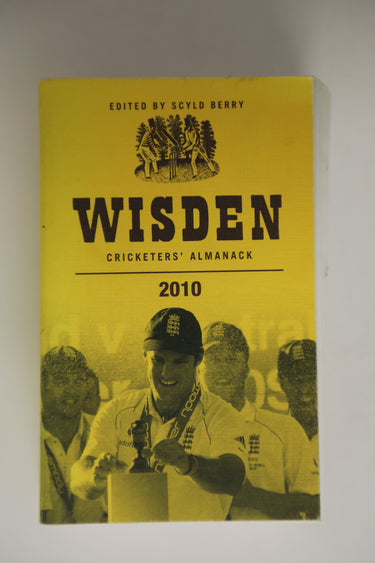 EDITED BY SCYLD BERRY
WISDEN
CRICKETERS' ALMANACK
2010